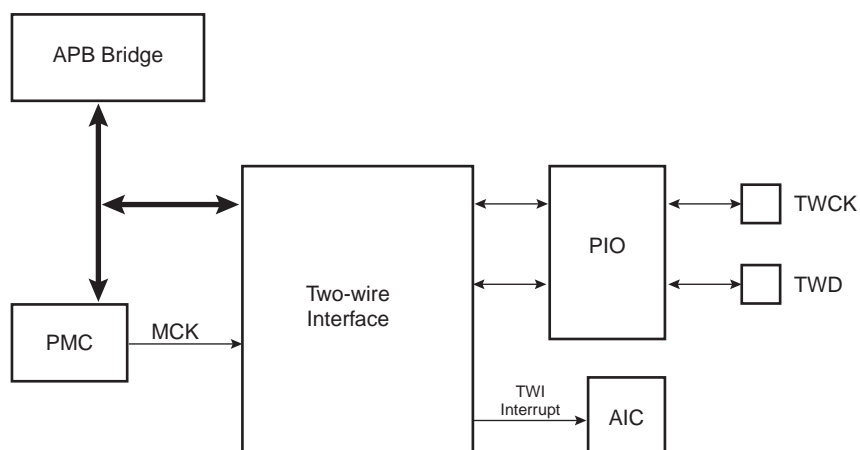 APB Bridge
TWCK
PIO
TWD
Two-wire
Interface
PMC
MCK
TWI
Interrupt
AIC